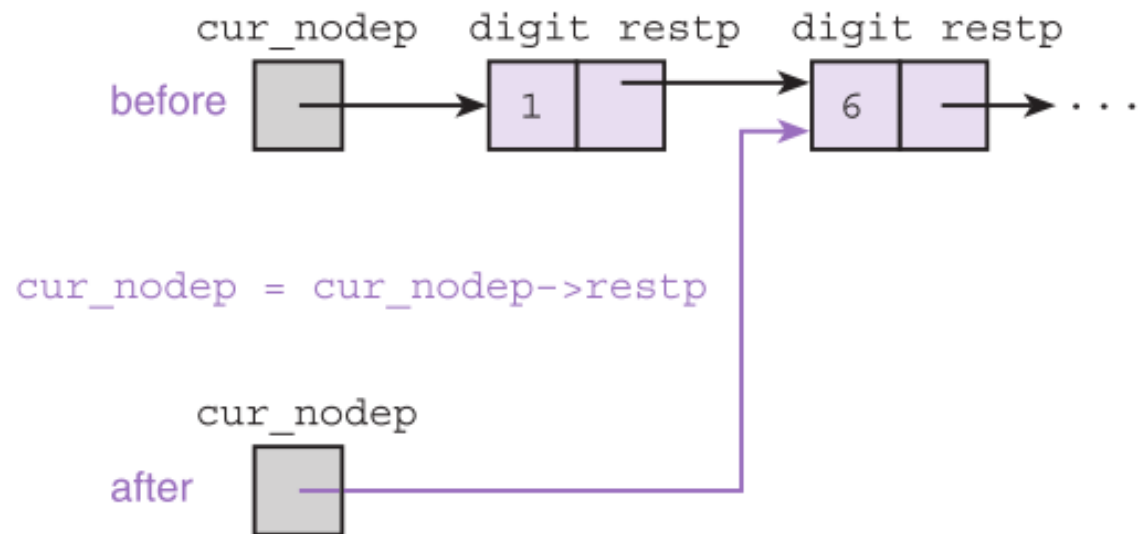 cur_nodep digit restp digit restp
before 1 6 ...
cur_nodep = cur_nodep->restp
cur_nodep
after